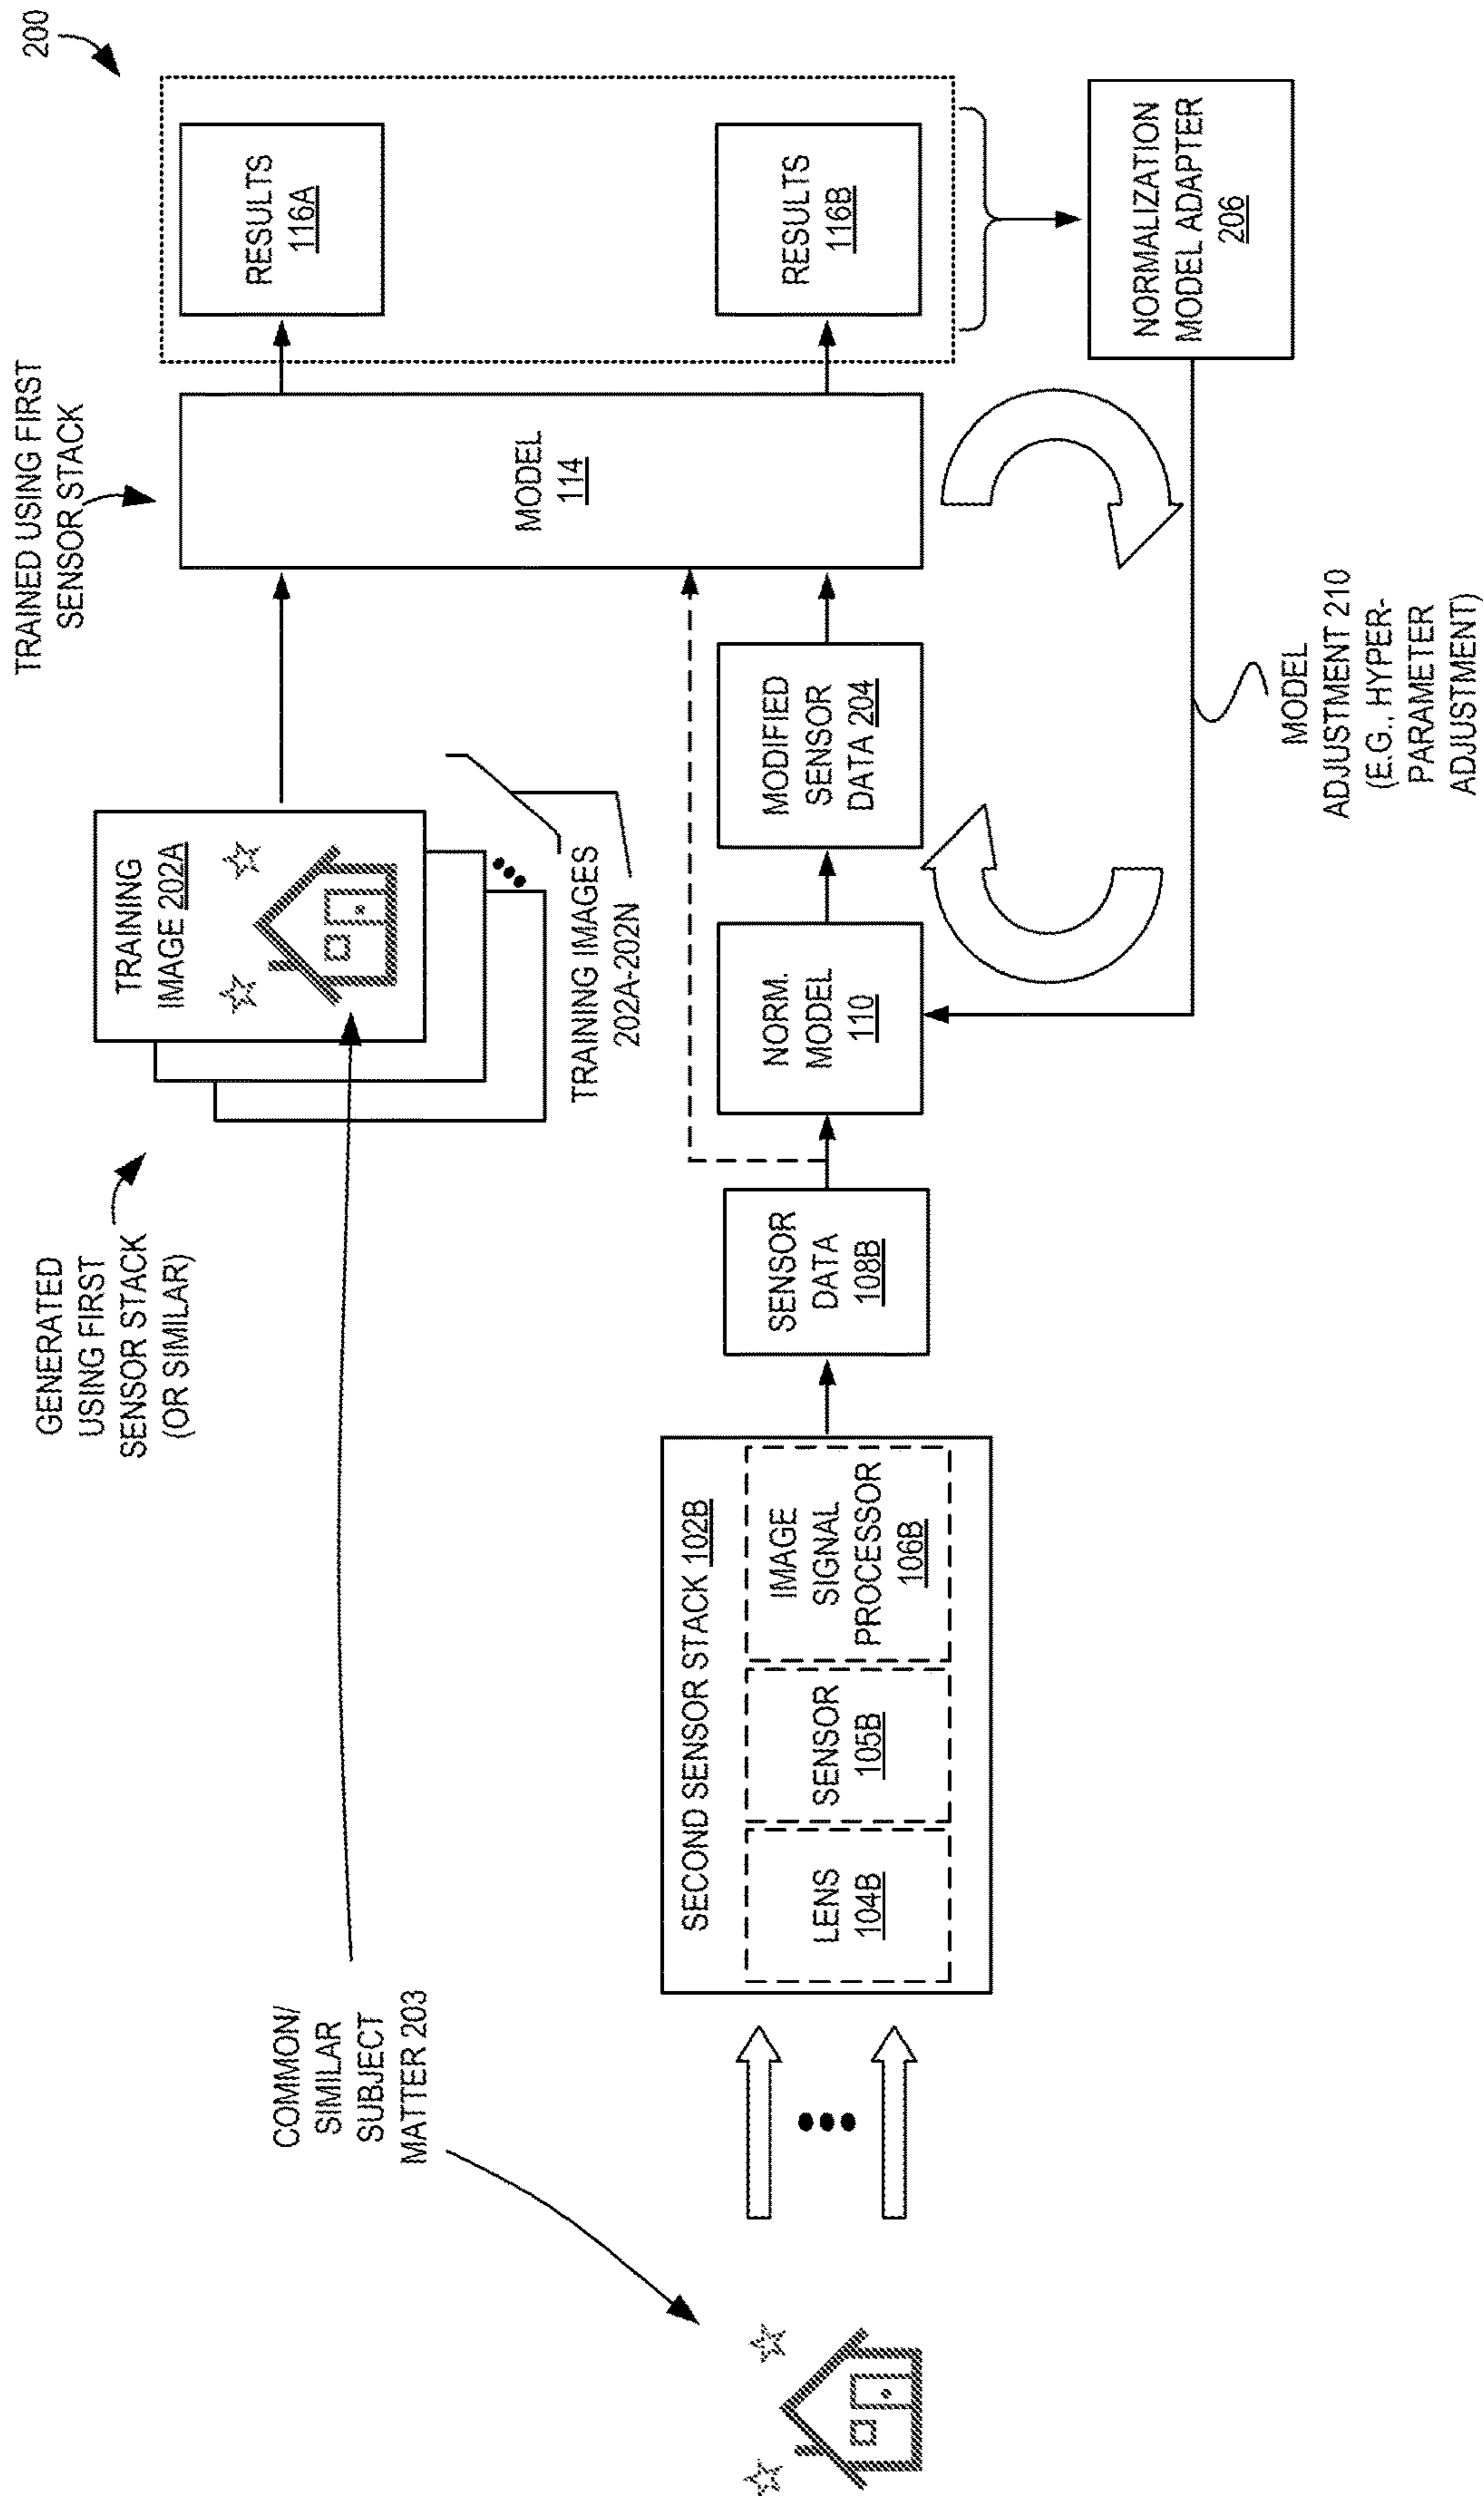 200
TRAINED USING FIRST
SENSOR STACK
GENERATED
USING FIRST
SENSOR STACK
(OR SIMILAR)
COMMON/
SIMILAR
SUBJECT
MATTER 203
TRAINING
IMAGE 202A
TRAINING IMAGES
202A-202N
MODEL
114
RESULTS
116A
RESULTS
116B
SECOND SENSOR STACK 102B
LENS
104B
SENSOR
105B
IMAGE
SIGNAL
PROCESSOR
106B
SENSOR
DATA
108B
NORM.
MODEL
110
MODIFIED
SENSOR
DATA 204
NORMALIZATION
MODEL ADAPTER
206
MODEL
ADJUSTMENT 210
(E.G., HYPER-
PARAMETER
ADJUSTMENT)